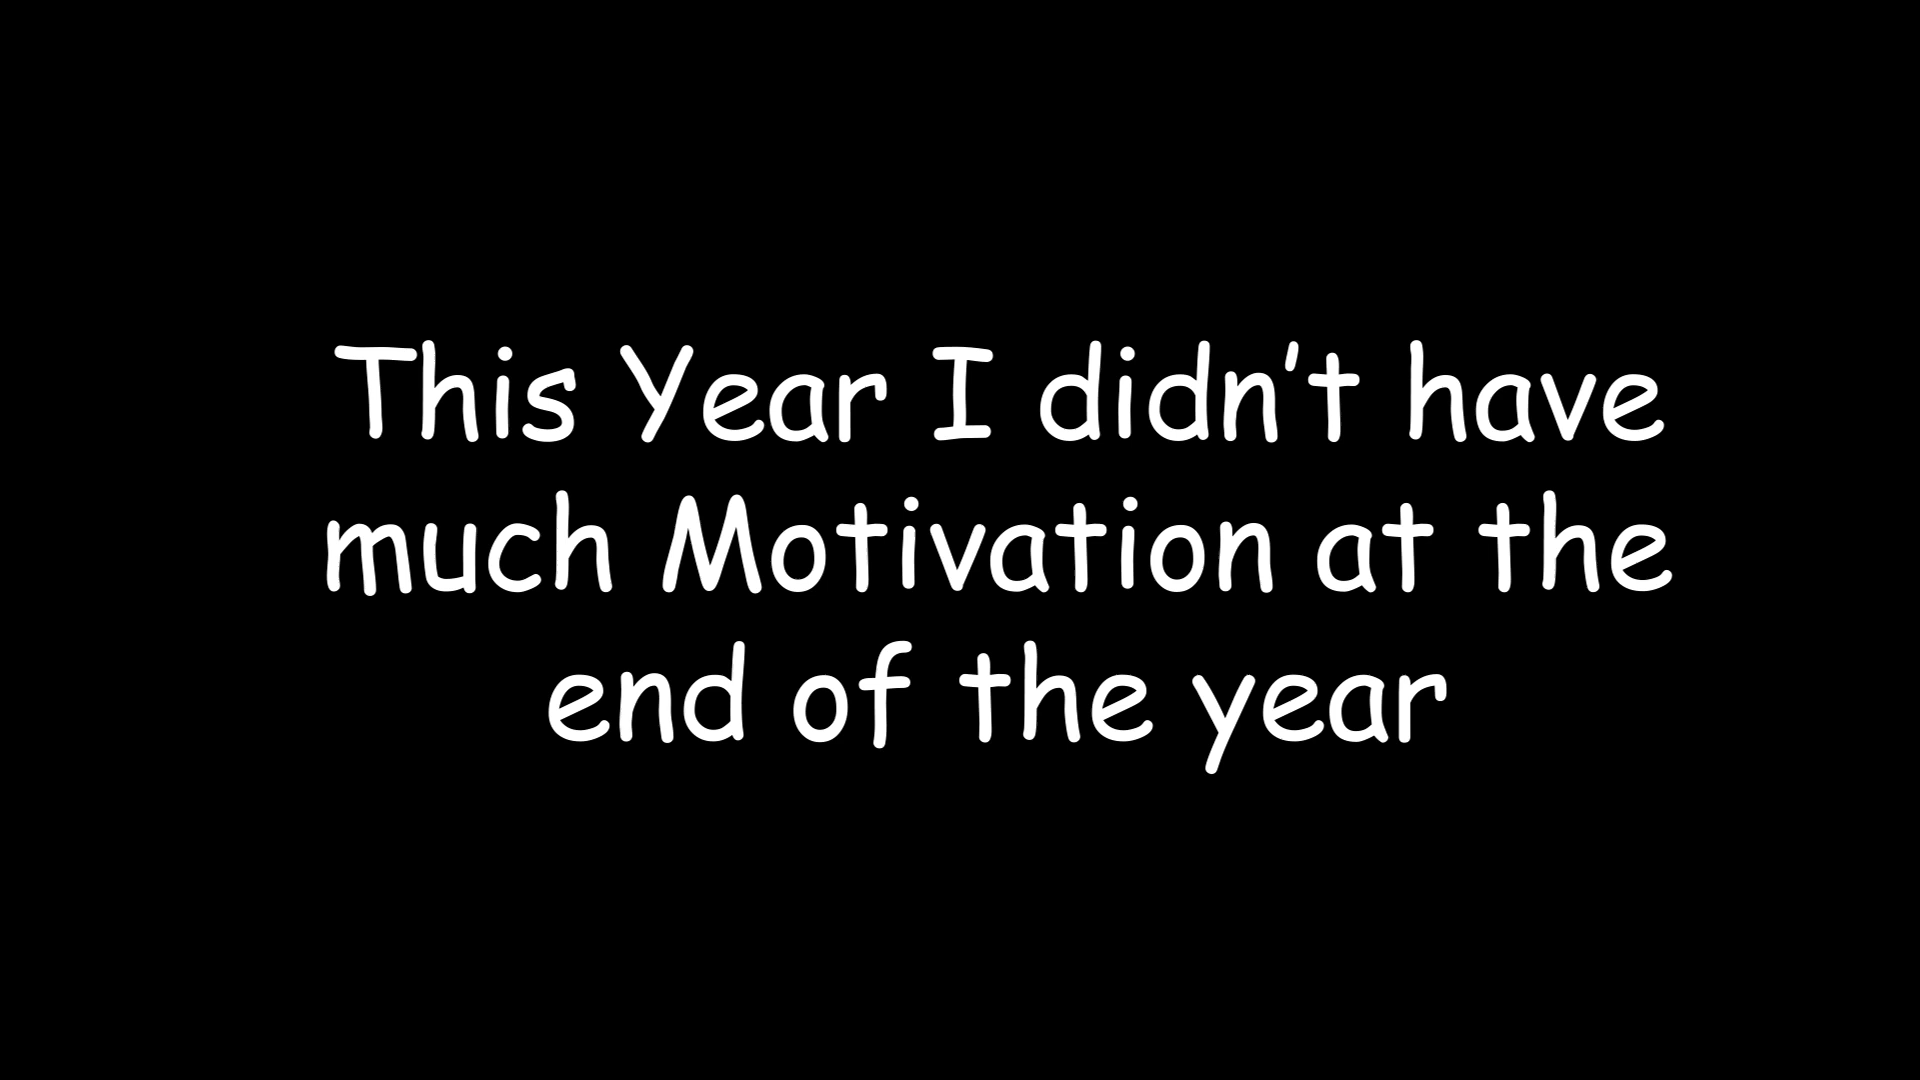 This Year I didn’t have
much Motivation at the
end of the year